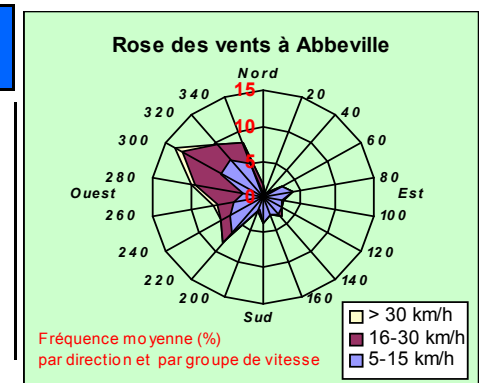 Rose des vents à Abbeville
Nord
15
10
5
0
20
40
60
80
Est
100
120
140
160
Sud
200
220
240
260
Ouest
280
300
320
340
Fréquence moyenne (%)
par direction et par groupe de vitesse
> 30 km/h
16-30 km/h
5-15 km/h